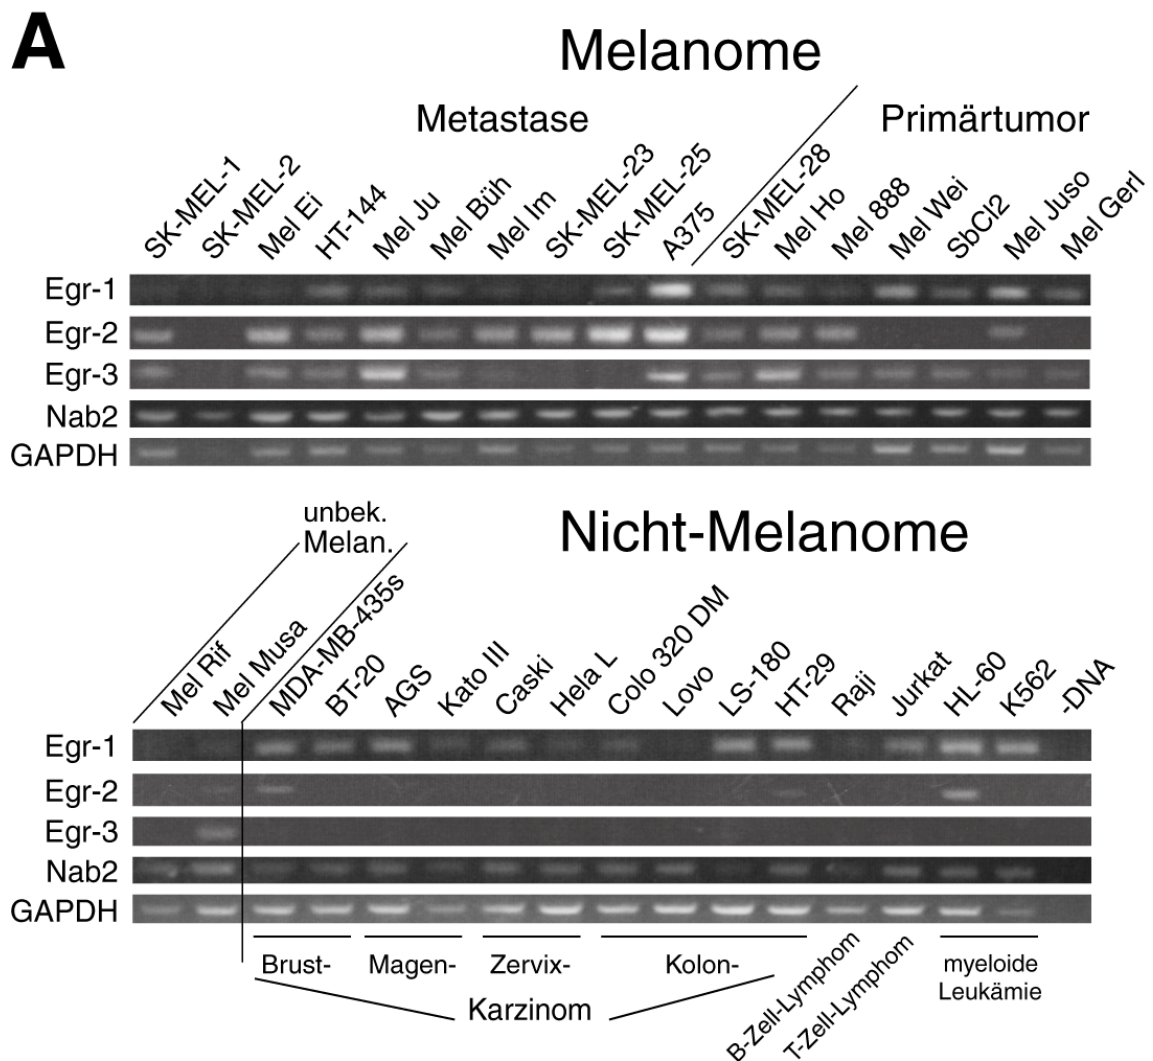 A
Melanome
Metastase
Primärtumor
SK-MEL-1
SK-MEL-2
Mel Ei
HT-144
Mel Ju
Mel Büh
Mel Im
SK-MEL-23
SK-MEL-25
A375
SK-MEL-28
Mel Ho
Mel 888
Mel Wei
SbCl2
Mel Juso
Mel Gerl
Egr-1
Egr-2
Egr-3
Nab2
GAPDH
unbek.
Melan.
Nicht-Melanome
Mel Rif
Mel Musa
MDA-MB-435s
BT-20
AGS
Kato III
Caski
Hela L
Colo 320 DM
Lovo
LS-180
HT-29
Raji
Jurkat
HL-60
K562
-DNA
Egr-1
Egr-2
Egr-3
Nab2
GAPDH
Brust-
Magen-
Zervix-
Kolon-
Karzinom
B-Zell-Lymphom
T-Zell-Lymphom
myeloide
Leukämie